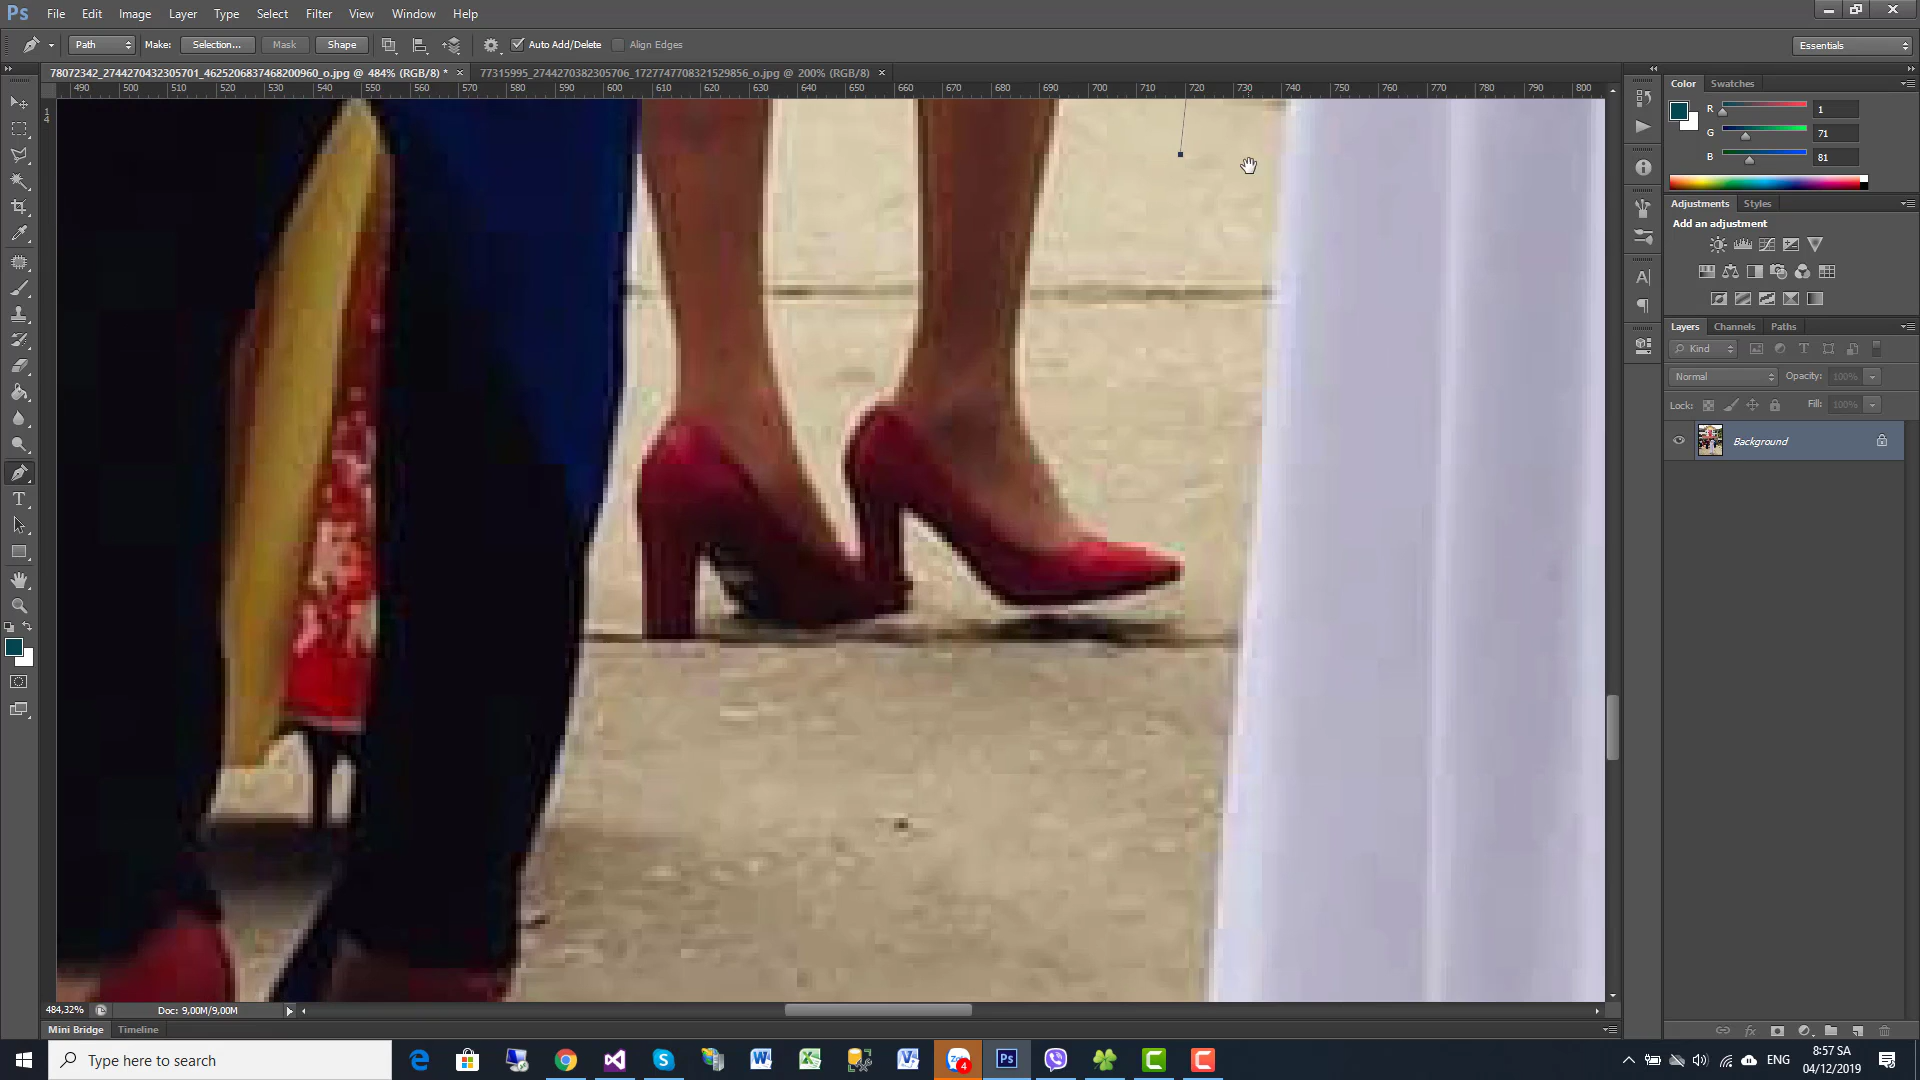 Ps File Edit Image Layer Type Select Filter Analysis View Window Help
Path Make: Selection... Mask Shape Auto Add/Delete Align Edges Essentials
78072342_2744270432305701_4625206837468200960_o.jpg @ 484% (RGB/8) * × 77315995_2744270382305706_1727747708321529856_o.jpg @ 200% (RGB/8) ×
490 500 510 520 530 540 550 560 570 580 590 600 610 620 630 640 650 660 670 680 690 700 710 720 730 740 750 760 770 780 790 800
1
4
Color Swatches
R 1
G 71
B 81
Adjustments Styles
Add an adjustment
Layers Channels Paths
Kind
Normal Opacity: 100%
Lock: Fill: 100%
Background
484,32% Doc: 9,00M/9,00M
Mini Bridge Timeline
Type here to search
4
Ps
ENG
8:57 SA
04/12/2019